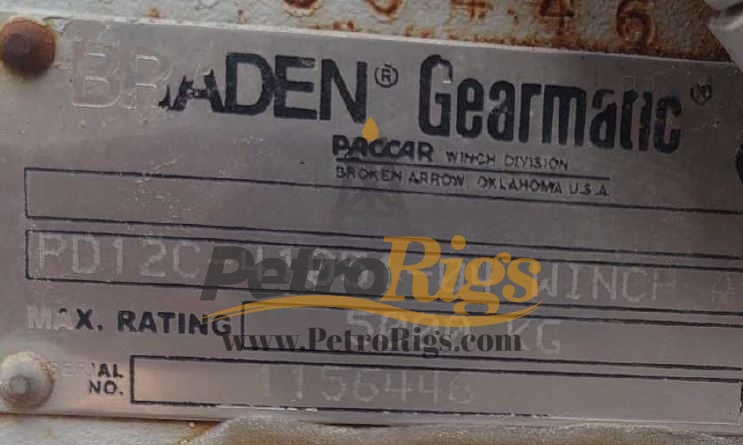 BRADEN® Gearmatic®
PACCAR WINCH DIVISION
BROKEN ARROW, OKLAHOMA U.S.A.
PD12C WINCH
PetroRigs
MAX. RATING KG
www.PetroRigs.com
SERIAL NO. 1156446